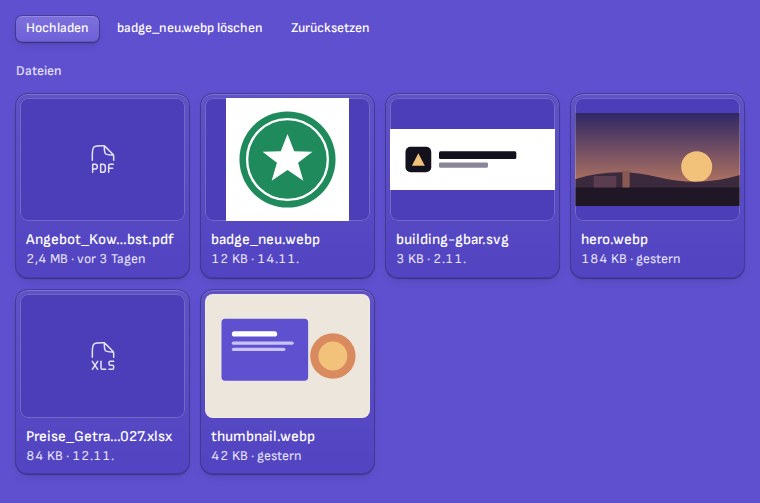 Hochladen
badge_neu.webp löschen
Zurücksetzen
Dateien
PDF
Angebot_Kow...bst.pdf
2,4 MB · vor 3 Tagen
badge_neu.webp
12 KB · 14.11.
building-gbar.svg
3 KB · 2.11.
hero.webp
184 KB · gestern
XLS
Preise_Getra...027.xlsx
84 KB · 12.11.
thumbnail.webp
42 KB · gestern